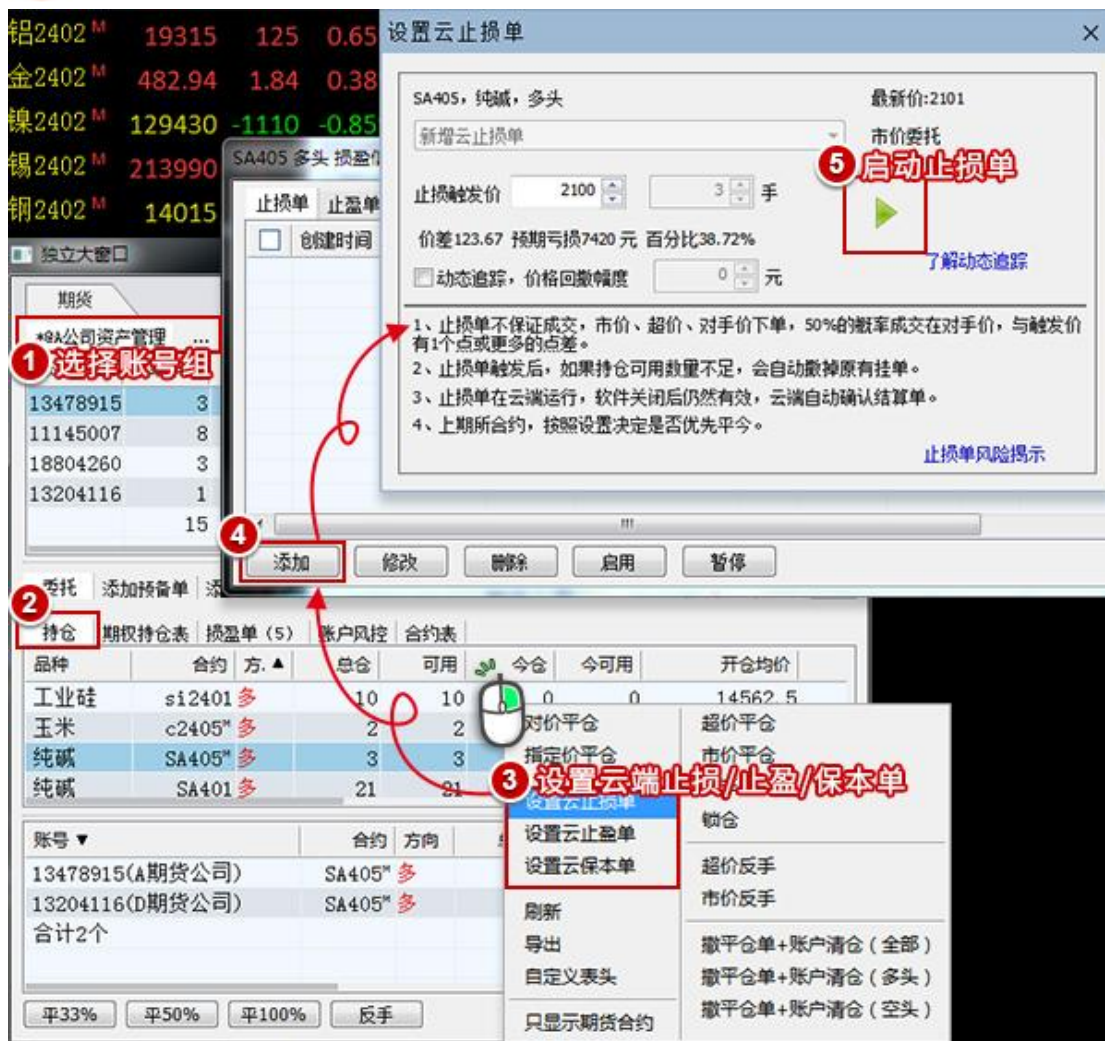 铝2402 M 19315 125 0.65
金2402 M 482.94 1.84 0.38
镍2402 M 129430 -1110 -0.85
锡2402 M 213990
钢2402 M 14015
设置云止损单
SA405，纯碱，多头 最新价:2101
新增云止损单 市价委托
5 启动止损单
止损触发价 2100 3 手
价差123.67 预期亏损7420 元 百分比38.72%
了解动态追踪
动态追踪，价格回撤幅度 0 元
1、止损单不保证成交，市价、超价、对手价下单，50%的概率成交在对手价，与触发价
有1个点或更多的点差。
2、止损单触发后，如果持仓可用数量不足，会自动撤掉原有挂单。
3、止损单在云端运行，软件关闭后仍然有效，云端自动确认结算单。
4、上期所合约，按照设置决定是否优先平今。
止损单风险揭示
SA405 多头 损盈
止损单 止盈单
创建时间
4
添加 修改 删除 启用 暂停
独立大窗口
期货
*8A公司资产管理 ...
1 选择账号组
13478915 3
11145007 8
18804260 3
13204116 1
15
委托 添加预备单
2
持仓 期权持仓表 损盈单（5） 账户风控 合约表
品种 合约 方. ▲ 总仓 可用 今仓 今可用 开仓均价
工业硅 si2401 多 10 10 0 0 14562.5
玉米 c2405M 多 2 2
纯碱 SA405M 多 3 3
纯碱 SA401 多 21 21
对价平仓 超价平仓
指定价平仓 市价平仓
3 设置云端止损/止盈/保本单
设置云止损单
锁仓
设置云止盈单
设置云保本单 超价反手
市价反手
刷新
导出 撤平仓单+账户清仓（全部）
自定义表头 撤平仓单+账户清仓（多头）
只显示期货合约 撤平仓单+账户清仓（空头）
账号 ▼ 合约 方向
13478915(A期货公司) SA405M 多
13204116(D期货公司) SA405M 多
合计2个
平33% 平50% 平100% 反手